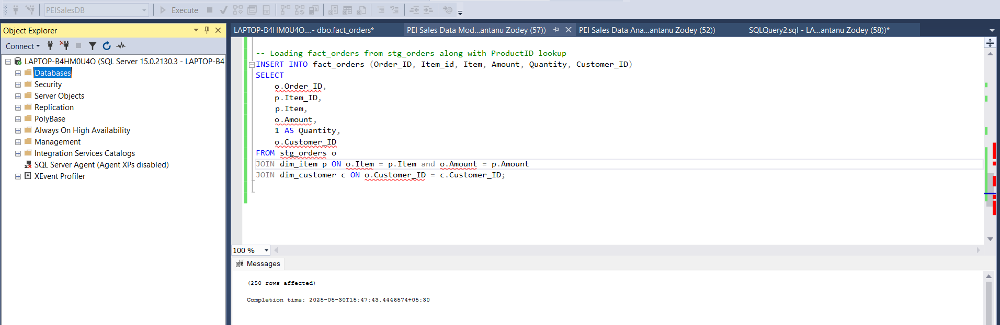 PEISalesDB
Execute
Object Explorer
Connect
LAPTOP-B4HM0U4O (SQL Server 15.0.2130.3 - LAPTOP-B4
Databases
Security
Server Objects
Replication
PolyBase
Always On High Availability
Management
Integration Services Catalogs
SQL Server Agent (Agent XPs disabled)
XEvent Profiler
LAPTOP-B4HM0U4O....- dbo.fact_orders*
PEI Sales Data Mod...antanu Zodey (57))
PEI Sales Data Ana...antanu Zodey (52))
SQLQuery2.sql - LA...antanu Zodey (58))*
-- Loading fact_orders from stg_orders along with ProductID lookup
INSERT INTO fact_orders (Order_ID, Item_id, Item, Amount, Quantity, Customer_ID)
SELECT
o.Order_ID,
p.Item_ID,
p.Item,
o.Amount,
1 AS Quantity,
o.Customer_ID
FROM stg_orders o
JOIN dim_item p ON o.Item = p.Item and o.Amount = p.Amount
JOIN dim_customer c ON o.Customer_ID = c.Customer_ID;
100 %
Messages
(250 rows affected)
Completion time: 2025-05-30T15:47:43.4446574+05:30